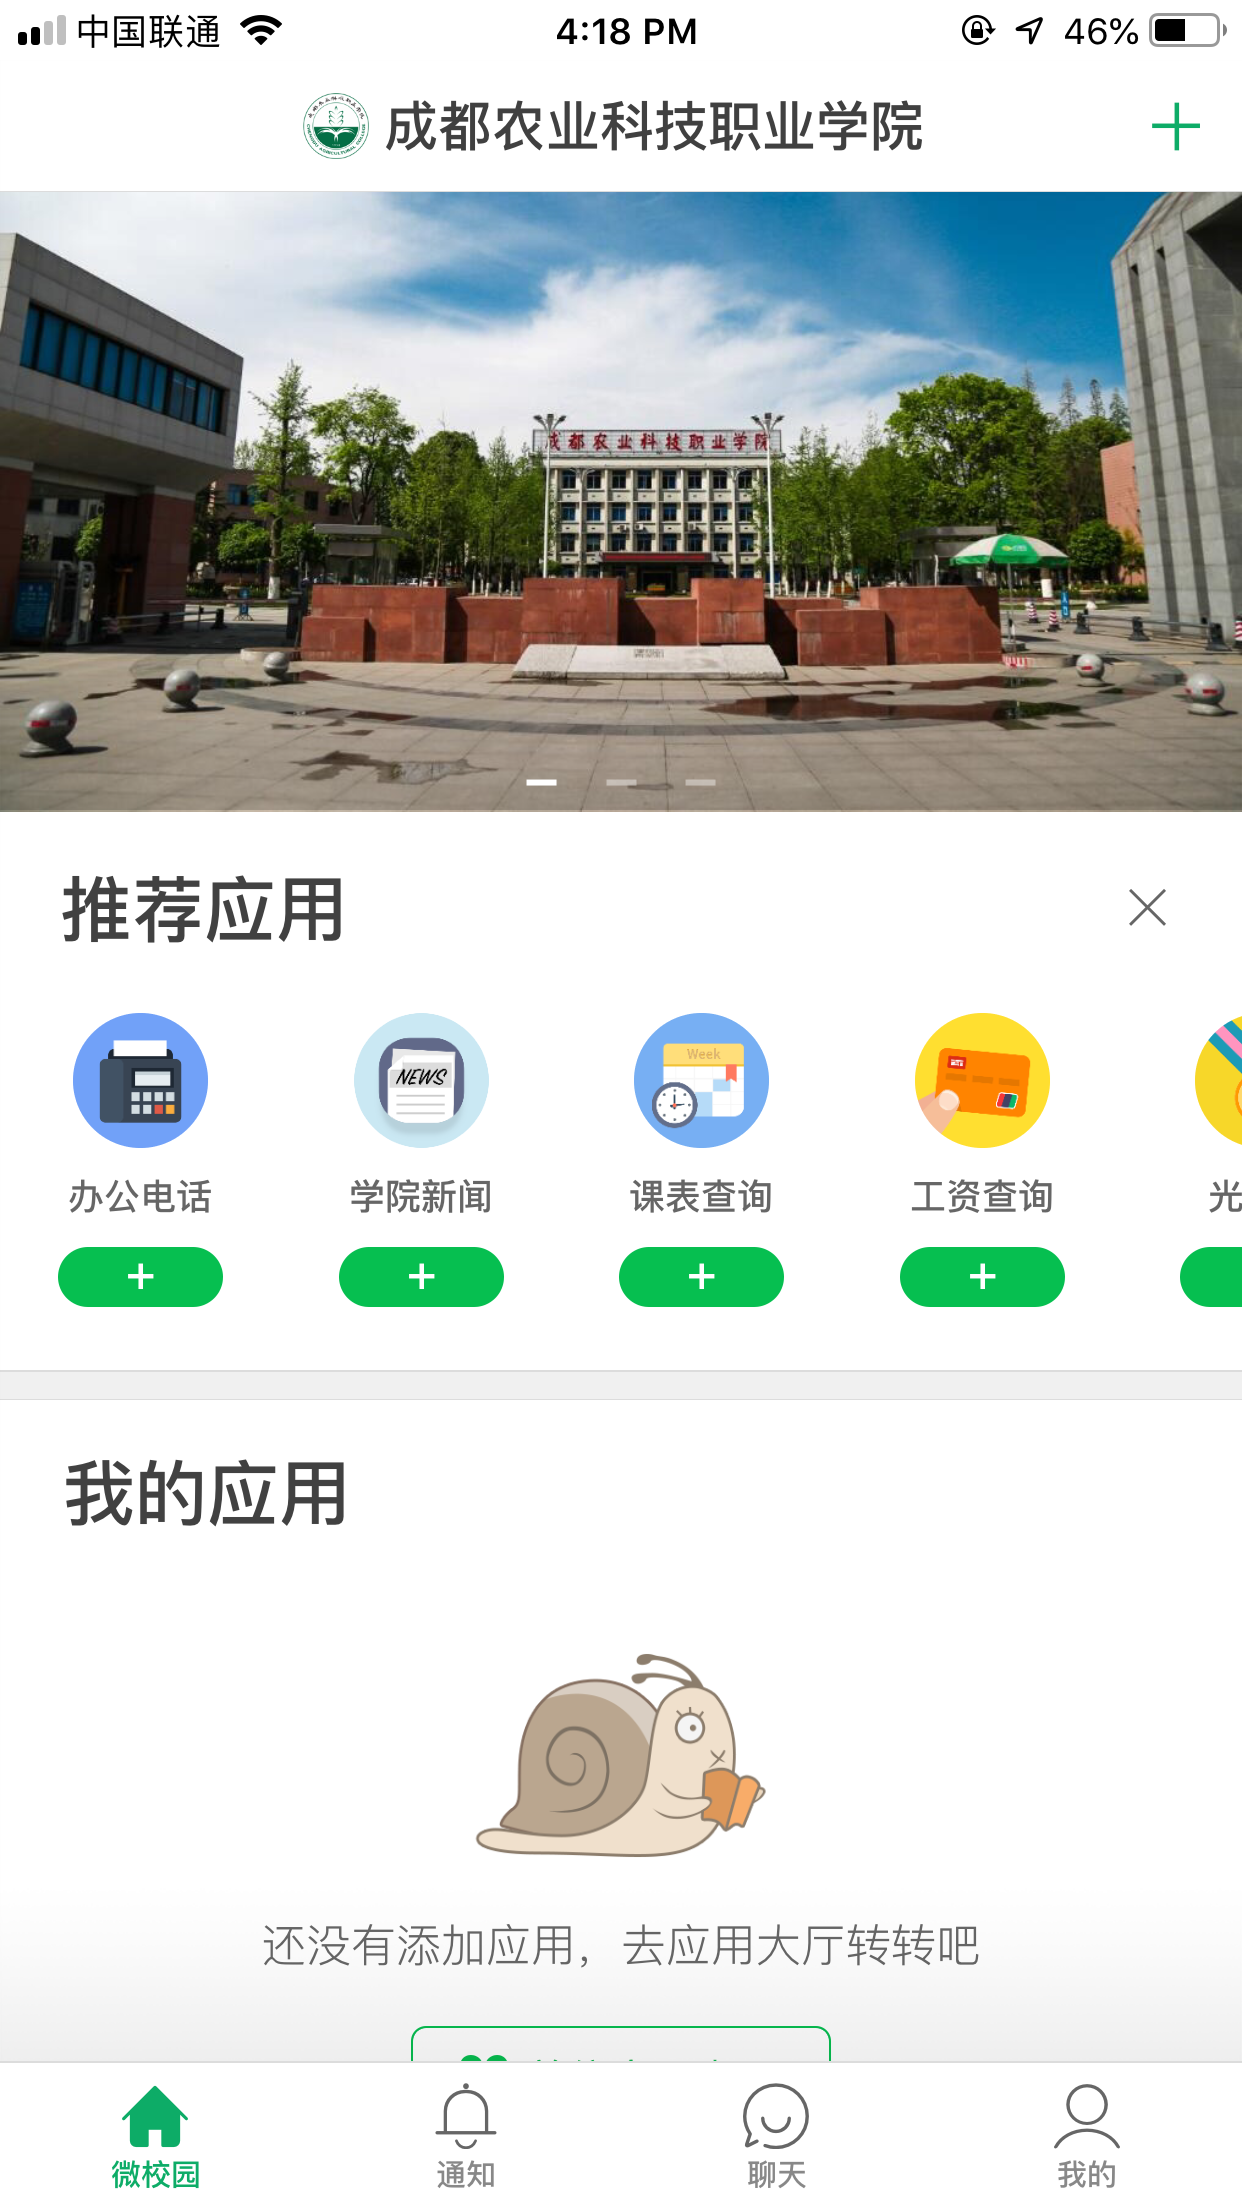 中国联通 4:18 PM 46%
成都农业科技职业学院
成都农业科技职业学院
推荐应用
NEWS
Week
办公电话 学院新闻 课表查询 工资查询 光
+ + + +
我的应用
还没有添加应用，去应用大厅转转吧
微校园 通知 聊天 我的